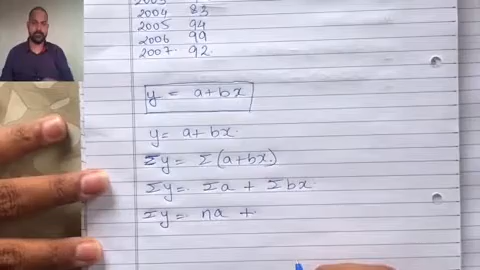 2004 83
2005 94
2006 99
2007 92
y = a+bx
y = a+bx
Σy = Σ(a+bx)
Σy = Σa + Σbx
Σy = na +